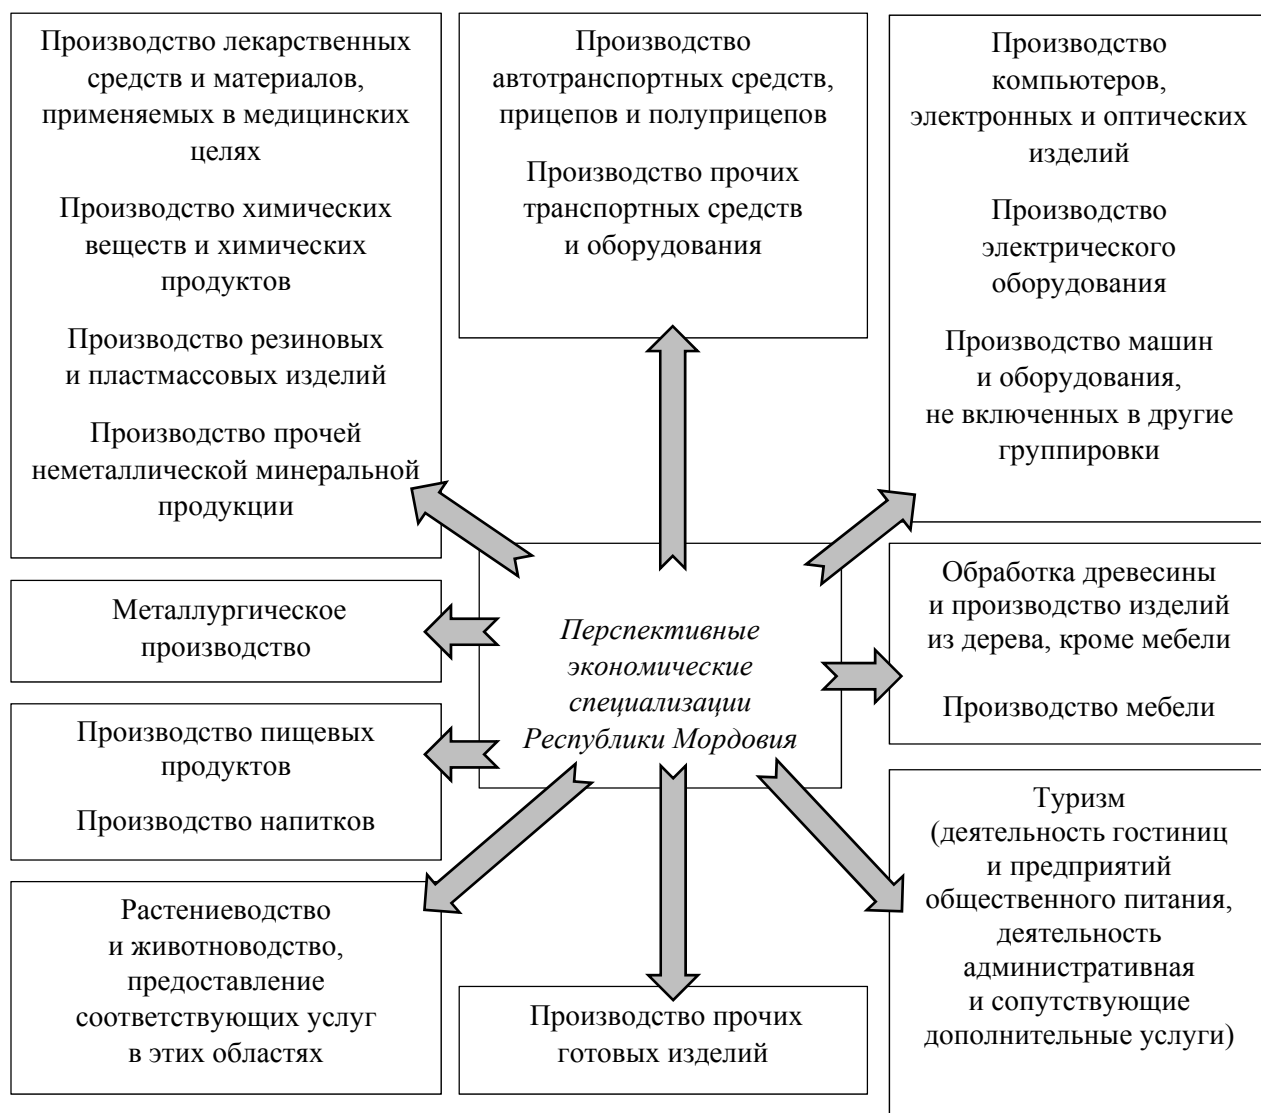 Производство лекарственных
средств и материалов,
применяемых в медицинских
целях
Производство химических
веществ и химических
продуктов
Производство резиновых
и пластмассовых изделий
Производство прочей
неметаллической минеральной
продукции
Производство
автотранспортных средств,
прицепов и полуприцепов
Производство прочих
транспортных средств
и оборудования
Производство
компьютеров,
электронных и оптических
изделий
Производство
электрического
оборудования
Производство машин
и оборудования,
не включенных в другие
группировки
Металлургическое
производство
Перспективные
экономические
специализации
Республики Мордовия
Обработка древесины
и производство изделий
из дерева, кроме мебели
Производство мебели
Производство пищевых
продуктов
Производство напитков
Растениеводство
и животноводство,
предоставление
соответствующих услуг
в этих областях
Производство прочих
готовых изделий
Туризм
(деятельность гостиниц
и предприятий
общественного питания,
деятельность
административная
и сопутствующие
дополнительные услуги)